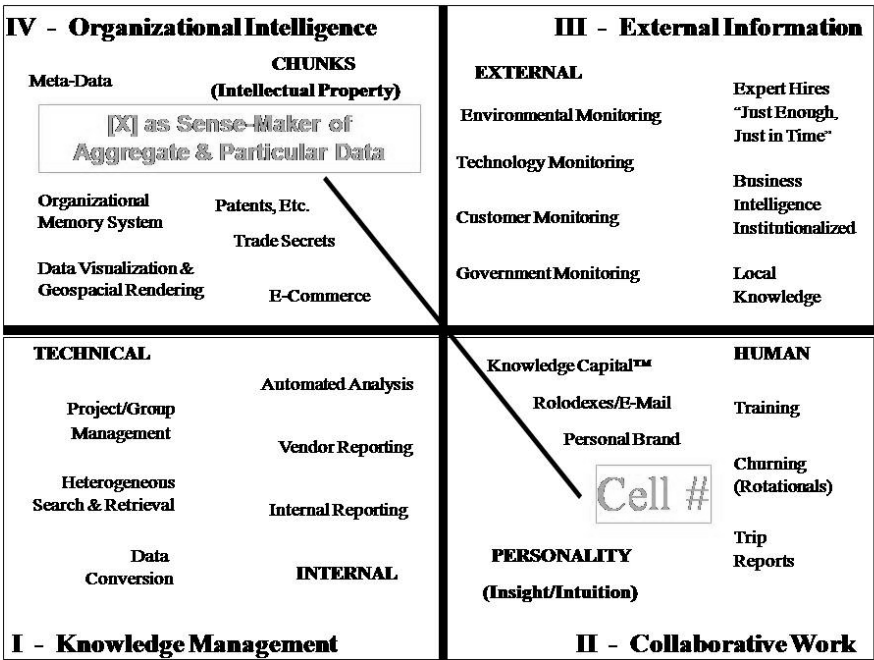 IV - Organizational Intelligence
Meta-Data
CHUNKS
(Intellectual Property)
[X] as Sense-Maker of
Aggregate & Particular Data
Organizational
Memory System
Patents, Etc.
Trade Secrets
Data Visualization &
Geospacial Rendering
E-Commerce
III - External Information
EXTERNAL
Environmental Monitoring
Technology Monitoring
Customer Monitoring
Government Monitoring
Expert Hires
“Just Enough,
Just in Time”
Business
Intelligence
Institutionalized
Local
Knowledge
TECHNICAL
Automated Analysis
Project/Group
Management
Vendor Reporting
Heterogeneous
Search & Retrieval
Internal Reporting
Data
Conversion
INTERNAL
I - Knowledge Management
Knowledge Capital™
Rolodexes/E-Mail
Personal Brand
Cell #
PERSONALITY
(Insight/Intuition)
HUMAN
Training
Churning
(Rotationals)
Trip
Reports
II - Collaborative Work